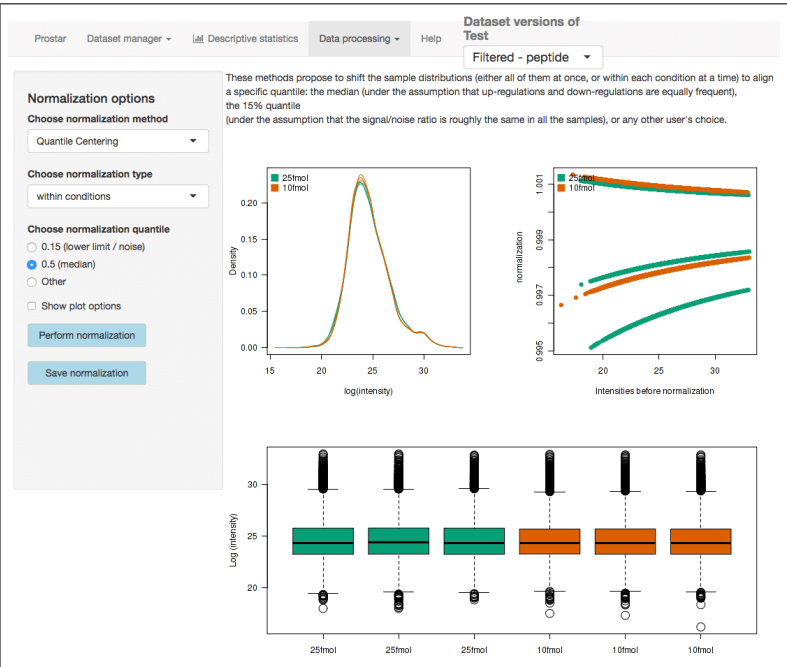 Dataset versions of
Test
Prostar Dataset manager Descriptive statistics Data processing Help
Filtered - peptide
These methods propose to shift the sample distributions (either all of them at once, or within each condition at a time) to align
a specific quantile: the median (under the assumption that up-regulations and down-regulations are equally frequent),
the 15% quantile
(under the assumption that the signal/noise ratio is roughly the same in all the samples), or any other user's choice.
Normalization options
Choose normalization method
Quantile Centering
Choose normalization type
within conditions
Choose normalization quantile
0.15 (lower limit / noise)
0.5 (median)
Other
Show plot options
Perform normalization
Save normalization
25fmol
10fmol
Density
0.20
0.15
0.10
0.05
0.00
15 20 25 30
log(intensity)
25fmol
10fmol
normalization
1.001
0.999
0.997
0.995
20 25 30
Intensities before normalization
Log (intensity)
30
25
20
25fmol 25fmol 25fmol 10fmol 10fmol 10fmol